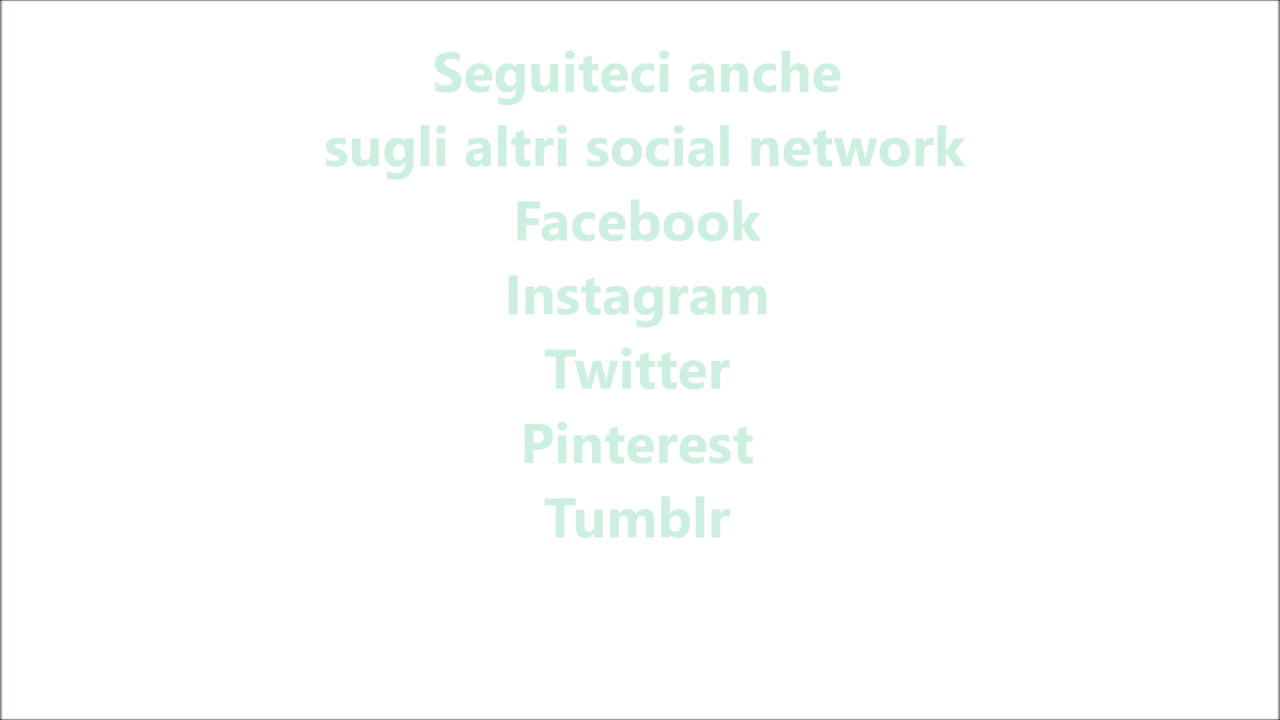 Seguiteci anche
sugli altri social network
Facebook
Instagram
Twitter
Pinterest
Tumblr